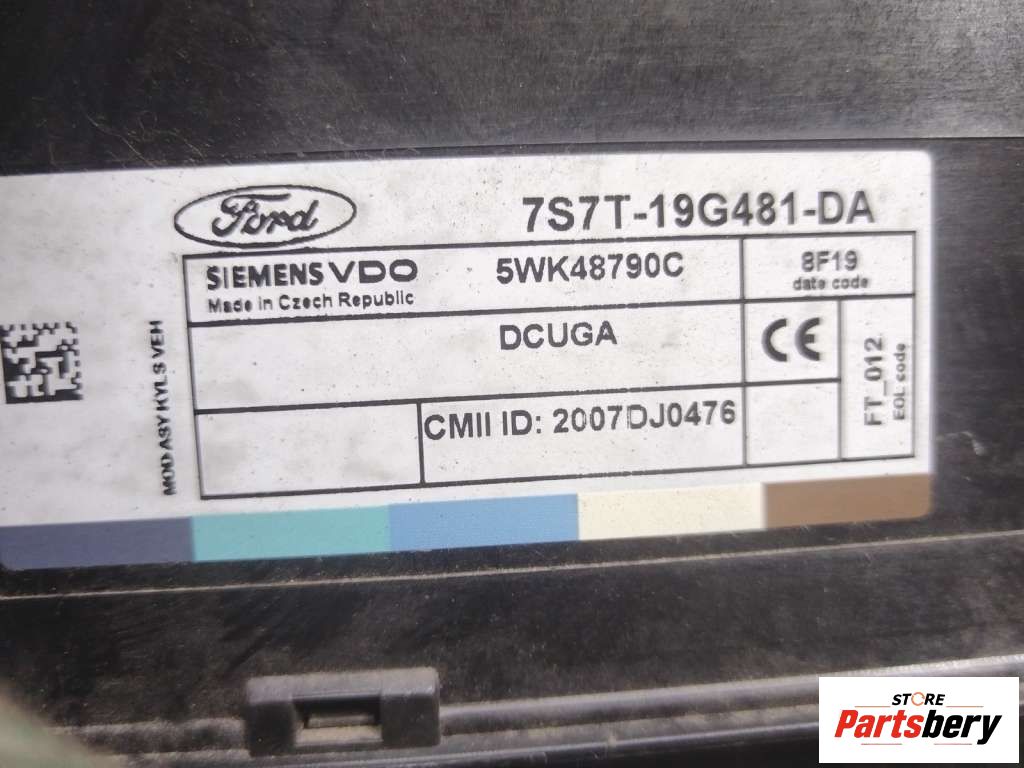 Ford
7S7T-19G481-DA
SIEMENS VDO
Made in Czech Republic
5WK48790C
8F19
date code
DCUGA
CMII ID: 2007DJ0476
FT_012
EOL code
MOD ASY KYLS VEH
STORE
Partsbery